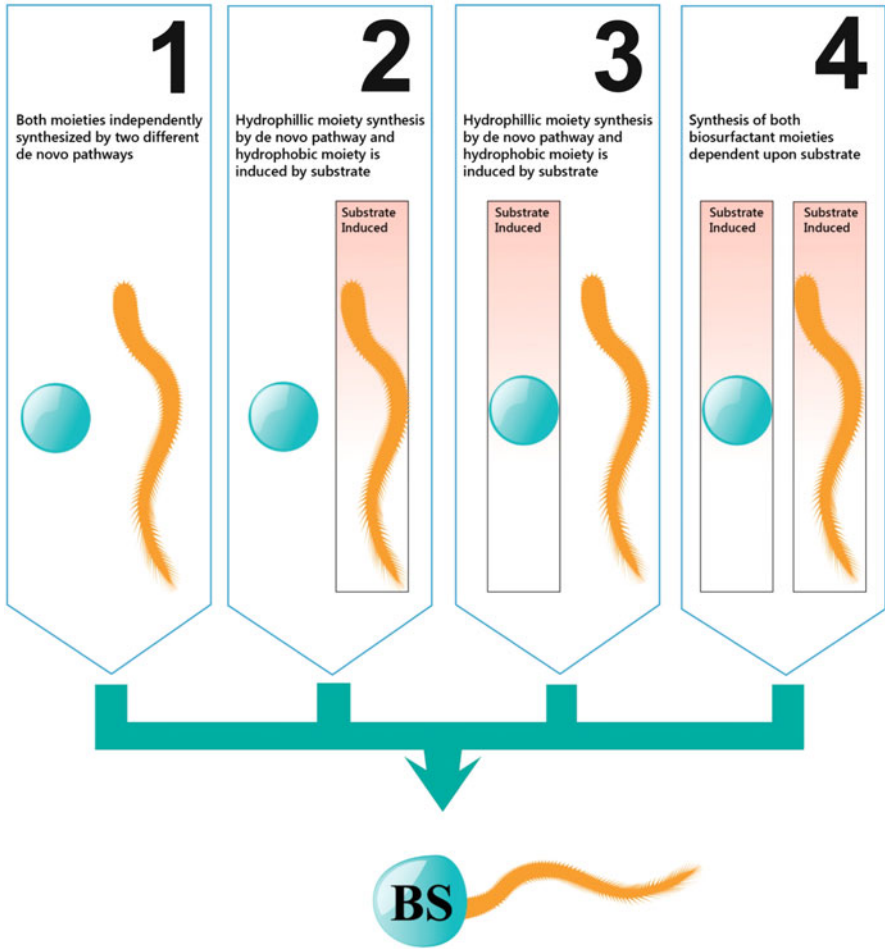 1
Both moieties independently
synthesized by two different
de novo pathways
2
Hydrophillic moiety synthesis
by de novo pathway and
hydrophobic moiety is
induced by substrate
Substrate
Induced
3
Hydrophillic moiety synthesis
by de novo pathway and
hydrophobic moiety is
induced by substrate
Substrate
Induced
4
Synthesis of both
biosurfactant moieties
dependent upon substrate
Substrate
Induced
Substrate
Induced
BS